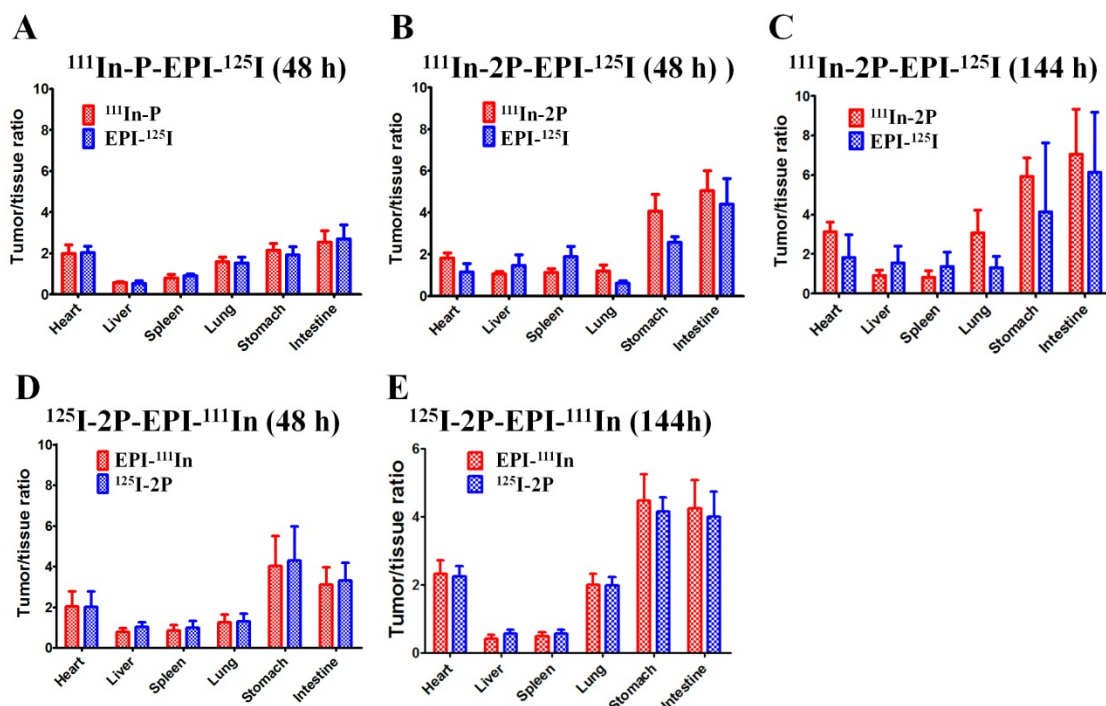 A
¹¹¹In-P-EPI-¹²⁵I (48 h)
Tumor/tissue ratio
10
8
6
4
2
0
¹¹¹In-P
EPI-¹²⁵I
Heart
Liver
Spleen
Lung
Stomach
Intestine
B
¹¹¹In-2P-EPI-¹²⁵I (48 h) )
Tumor/tissue ratio
10
8
6
4
2
0
¹¹¹In-2P
EPI-¹²⁵I
Heart
Liver
Spleen
Lung
Stomach
Intestine
C
¹¹¹In-2P-EPI-¹²⁵I (144 h)
Tumor/tissue ratio
10
8
6
4
2
0
¹¹¹In-2P
EPI-¹²⁵I
Heart
Liver
Spleen
Lung
Stomach
Intestine
D
¹²⁵I-2P-EPI-¹¹¹In (48 h)
Tumor/tissue ratio
10
8
6
4
2
0
EPI-¹¹¹In
¹²⁵I-2P
Heart
Liver
Spleen
Lung
Stomach
Intestine
E
¹²⁵I-2P-EPI-¹¹¹In (144h)
Tumor/tissue ratio
6
4
2
0
EPI-¹¹¹In
¹²⁵I-2P
Heart
Liver
Spleen
Lung
Stomach
Intestine